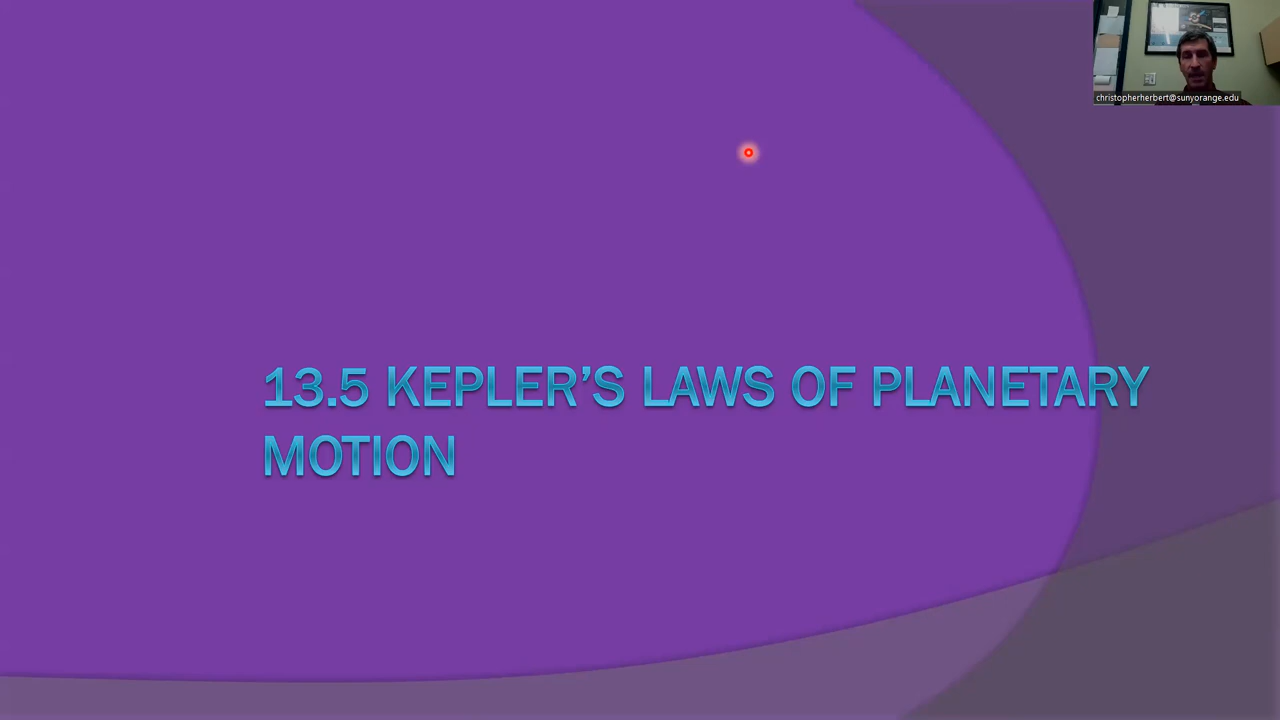 christopherherbert@sunyorange.edu
13.5 KEPLER’S LAWS OF PLANETARY
MOTION